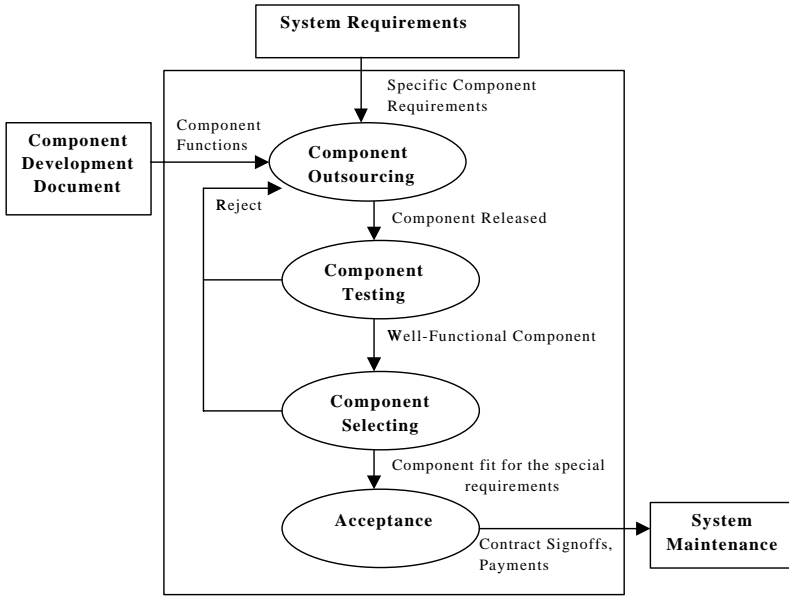 System Requirements
Specific Component
Requirements
Component
Functions
Component
Development
Document
Component
Outsourcing
Reject
Component Released
Component
Testing
Well-Functional Component
Component
Selecting
Component fit for the special
requirements
Acceptance
Contract Signoffs,
Payments
System
Maintenance